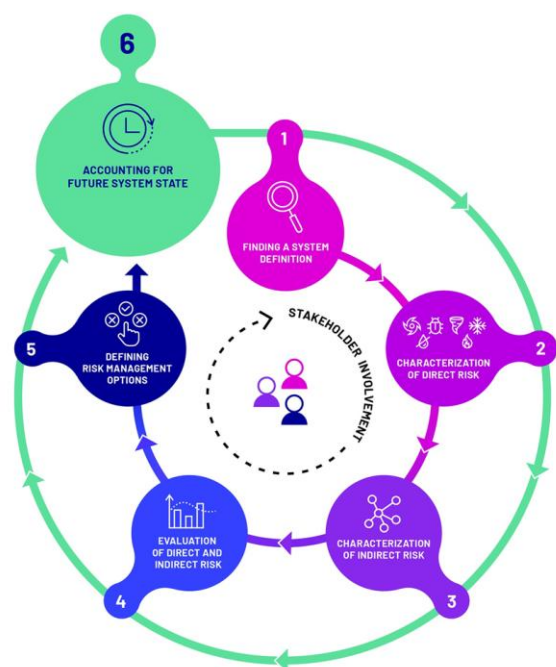 6
ACCOUNTING FOR
FUTURE SYSTEM STATE
1
FINDING A SYSTEM
DEFINITION
2
CHARACTERIZATION
OF DIRECT RISK
3
CHARACTERIZATION
OF INDIRECT RISK
4
EVALUATION
OF DIRECT AND
INDIRECT RISK
5
DEFINING
RISK MANAGEMENT
OPTIONS
STAKEHOLDER INVOLVEMENT